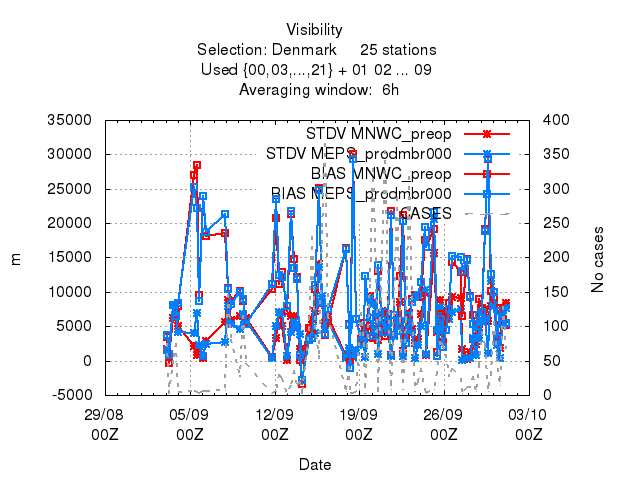 Visibility
Selection: Denmark 25 stations
Used {00,03,...,21} + 01 02 ... 09
Averaging window: 6h
35000
30000
25000
20000
15000
10000
5000
0
-5000
m
400
350
300
250
200
150
100
50
0
No cases
STDV MNWC_preop
STDV MEPS_prodmbr000
BIAS MNWC_preop
BIAS MEPS_prodmbr000
CASES
29/08 05/09 12/09 19/09 26/09 03/10
00Z 00Z 00Z 00Z 00Z 00Z
Date